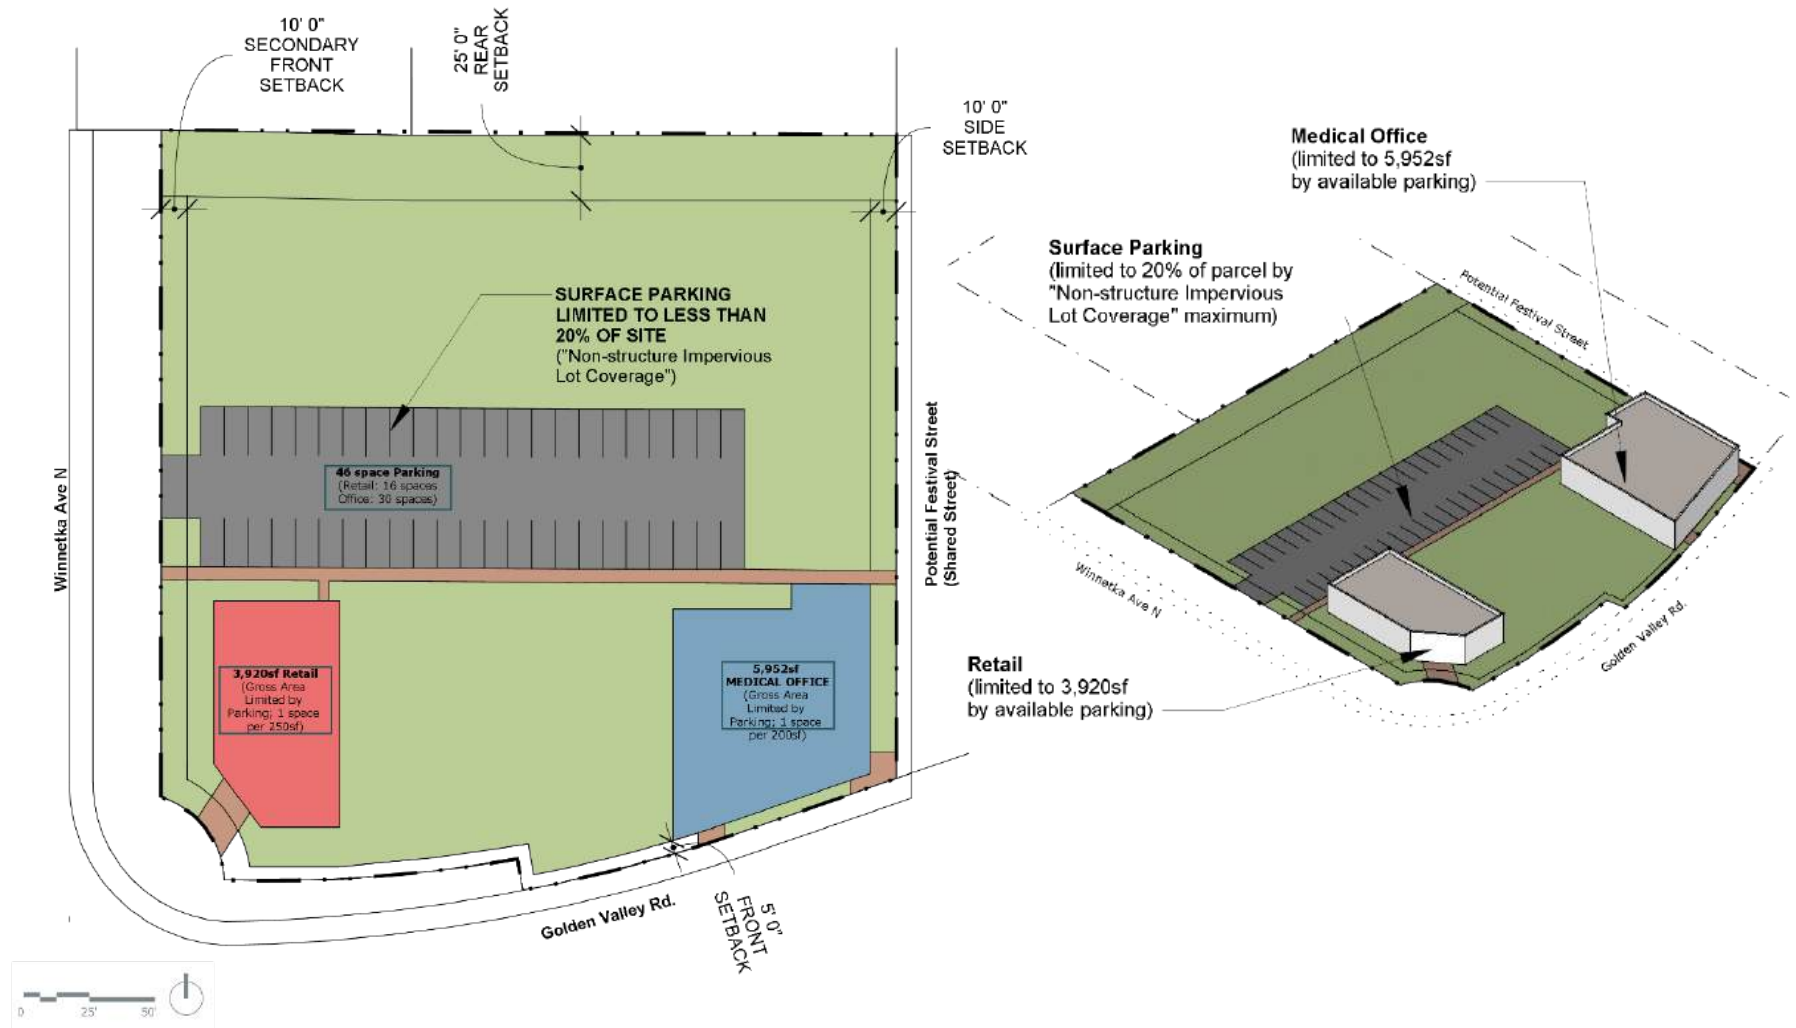 10' 0"
SECONDARY
FRONT
SETBACK
25' 0"
REAR
SETBACK
10' 0"
SIDE
SETBACK
SURFACE PARKING
LIMITED TO LESS THAN
20% OF SITE
("Non-structure Impervious
Lot Coverage")
46 space Parking
(Retail: 16 spaces
Office: 30 spaces)
Winnetka Ave N
Potential Festival Street
(Shared Street)
3,920sf Retail
(Gross Area
Limited by
Parking; 1 space
per 250sf)
5,952sf
MEDICAL OFFICE
(Gross Area
Limited by
Parking; 1 space
per 200sf)
Golden Valley Rd.
5' 0"
FRONT
SETBACK
0 25' 50'
Medical Office
(limited to 5,952sf
by available parking)
Surface Parking
(limited to 20% of parcel by
"Non-structure Impervious
Lot Coverage" maximum)
Potential Festival Street
Winnetka Ave N
Golden Valley Rd.
Retail
(limited to 3,920sf
by available parking)